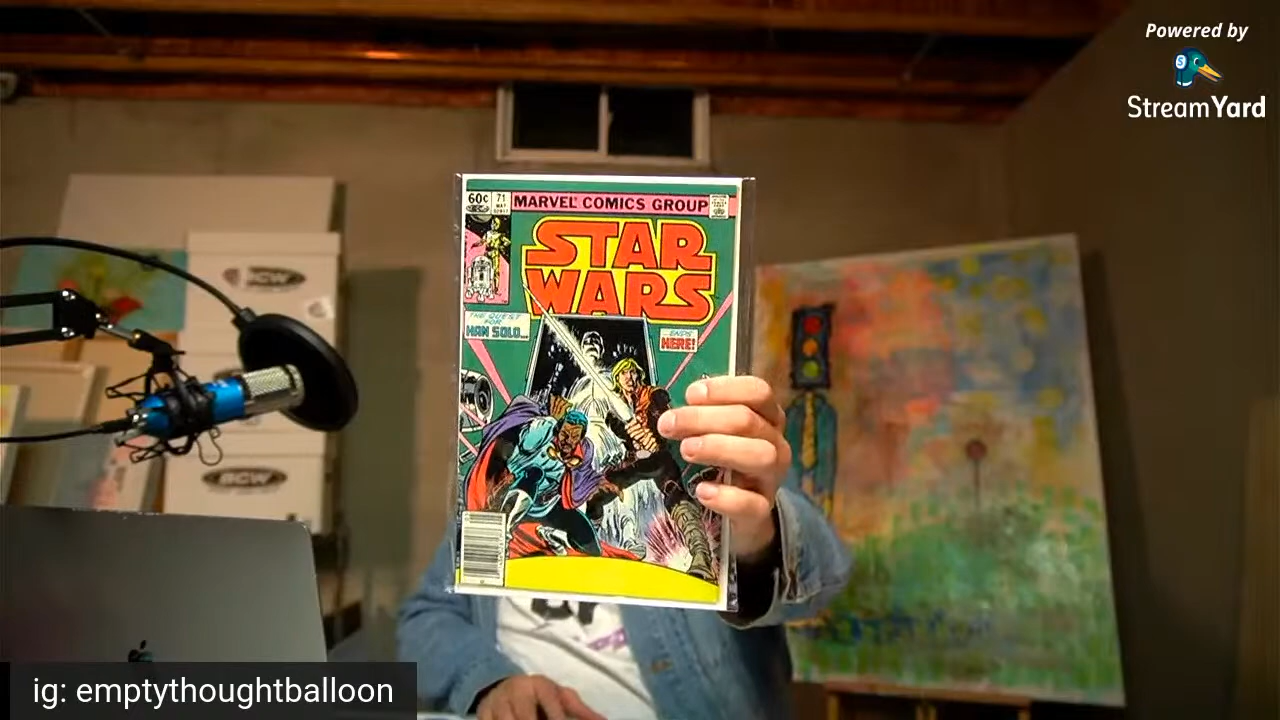 Powered by
StreamYard
60¢
71
MAY
MARVEL COMICS GROUP
STAR
WARS
THE QUEST
FOR
HAN SOLO...
...ENDS
HERE!
BCW
BCW
ig: emptythoughtballoon